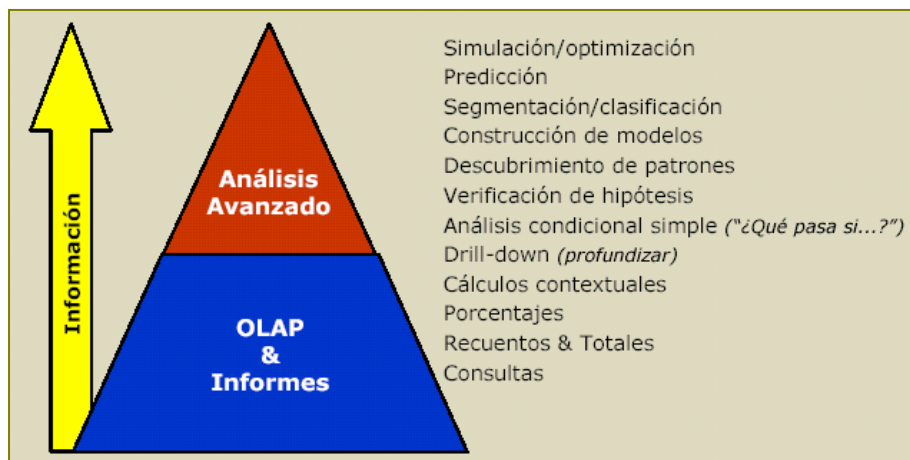 Información
Análisis
Avanzado
OLAP
&
Informes
Simulación/optimización
Predicción
Segmentación/clasificación
Construcción de modelos
Descubrimiento de patrones
Verificación de hipótesis
Análisis condicional simple ("¿Qué pasa si...?")
Drill-down (profundizar)
Cálculos contextuales
Porcentajes
Recuentos & Totales
Consultas